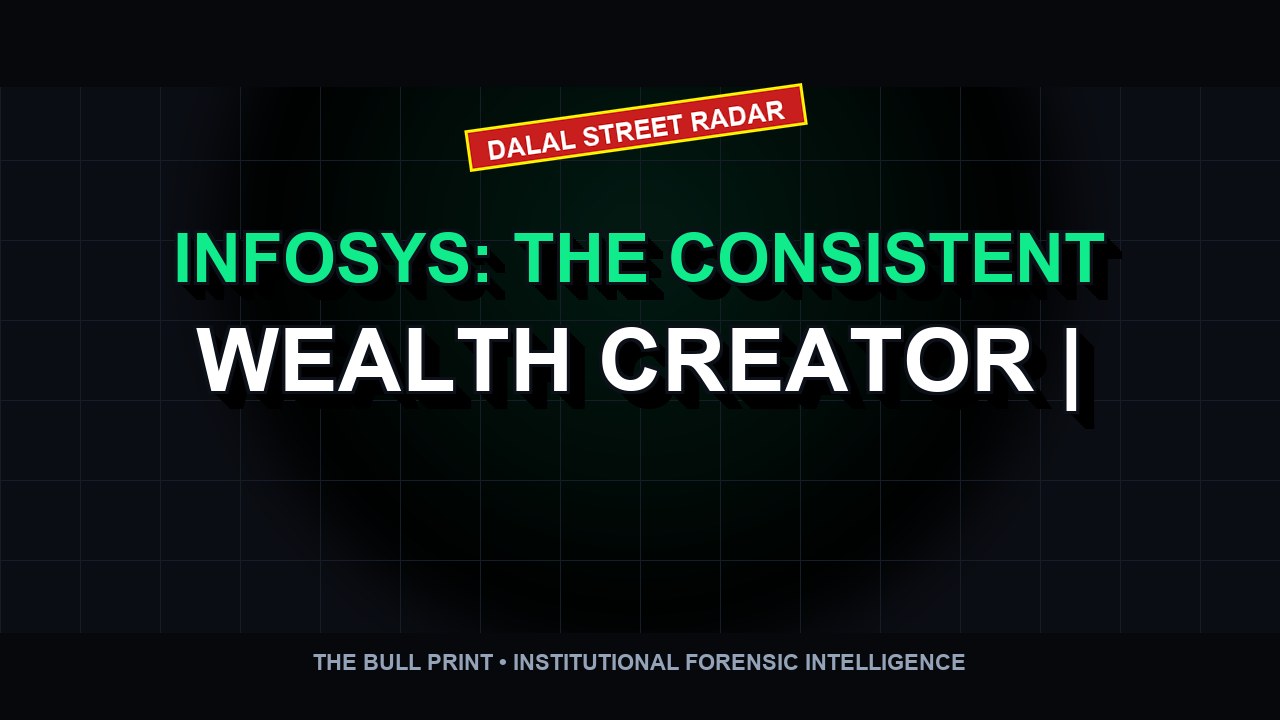 DALAL STREET RADAR
INFOSYS: THE CONSISTENT
WEALTH CREATOR |
THE BULL PRINT • INSTITUTIONAL FORENSIC INTELLIGENCE